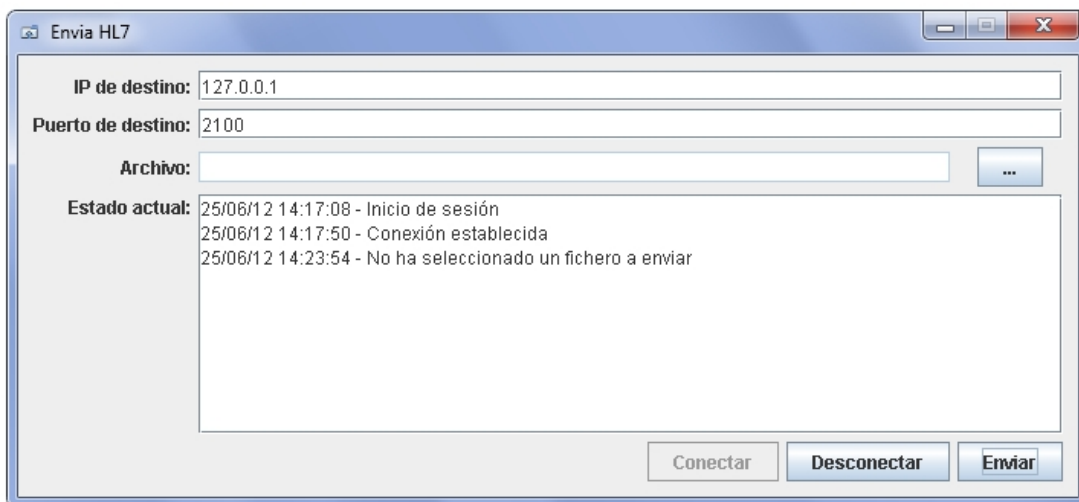 Envia HL7
IP de destino: 127.0.0.1
Puerto de destino: 2100
Archivo: ...
Estado actual: 25/06/12 14:17:08 - Inicio de sesión
25/06/12 14:17:50 - Conexión establecida
25/06/12 14:23:54 - No ha seleccionado un fichero a enviar
Conectar Desconectar Enviar